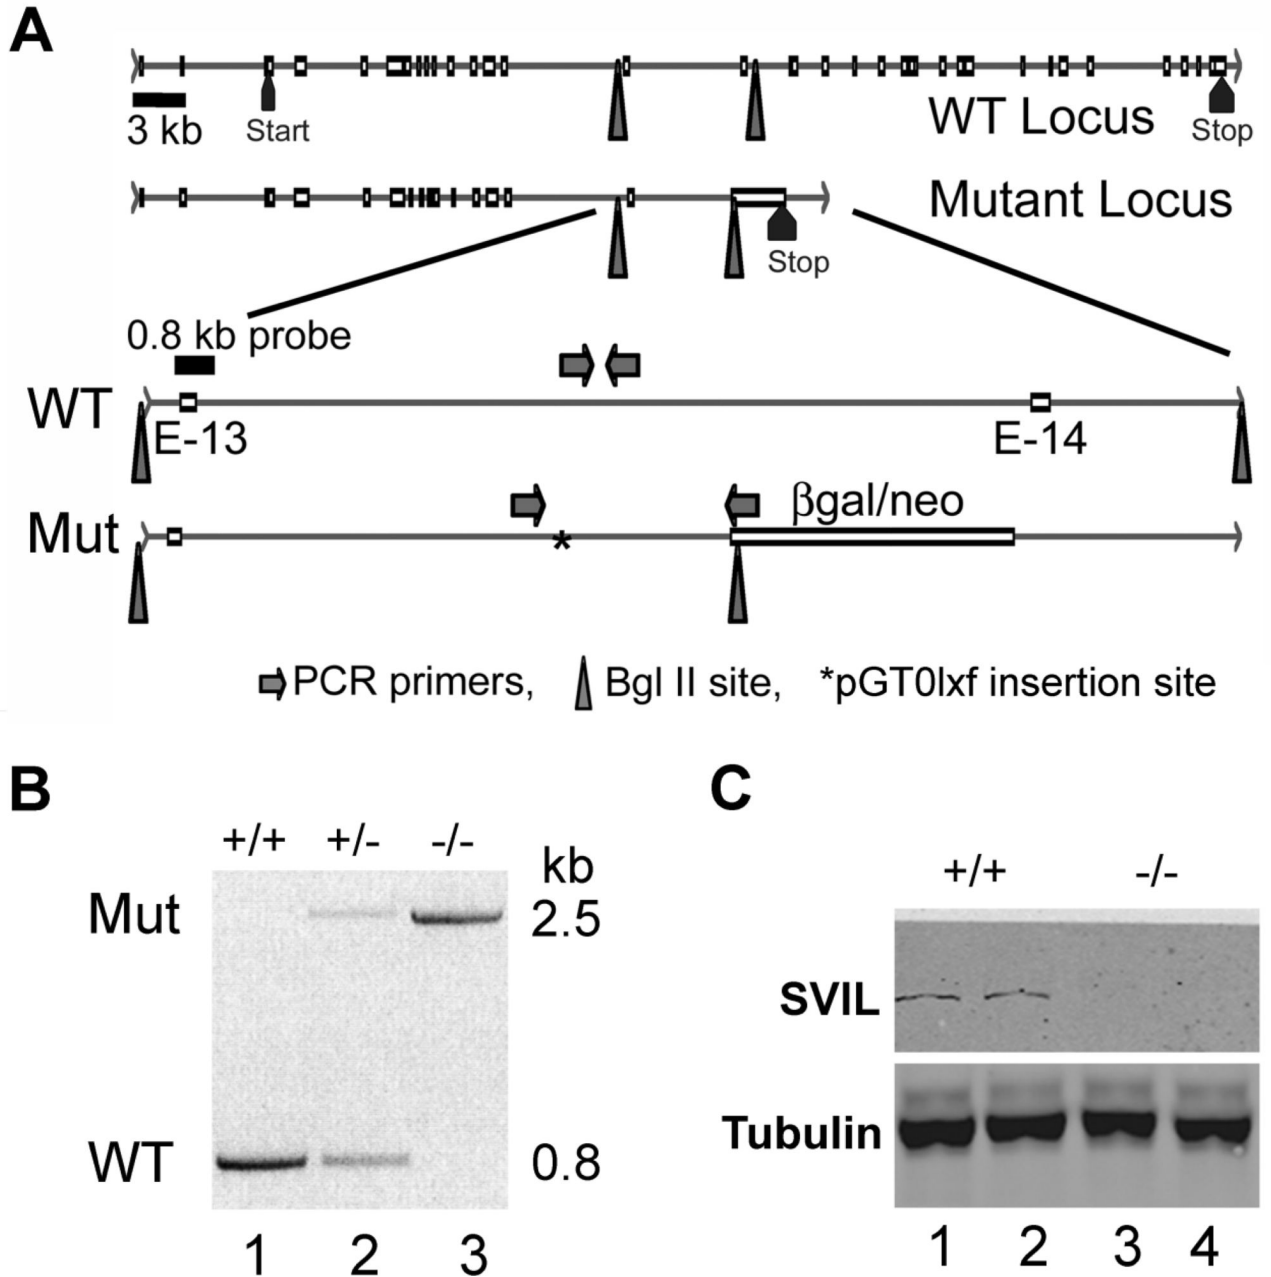 A
3 kb
Start
WT Locus
Stop
Mutant Locus
Stop
0.8 kb probe
WT
E-13
E-14
βgal/neo
Mut
*
PCR primers,
Bgl II site,
*pGT0lxf insertion site
B
+/+ +/- -/-
kb
Mut
2.5
WT
0.8
1 2 3
C
+/+ -/-
SVIL
Tubulin
1 2 3 4